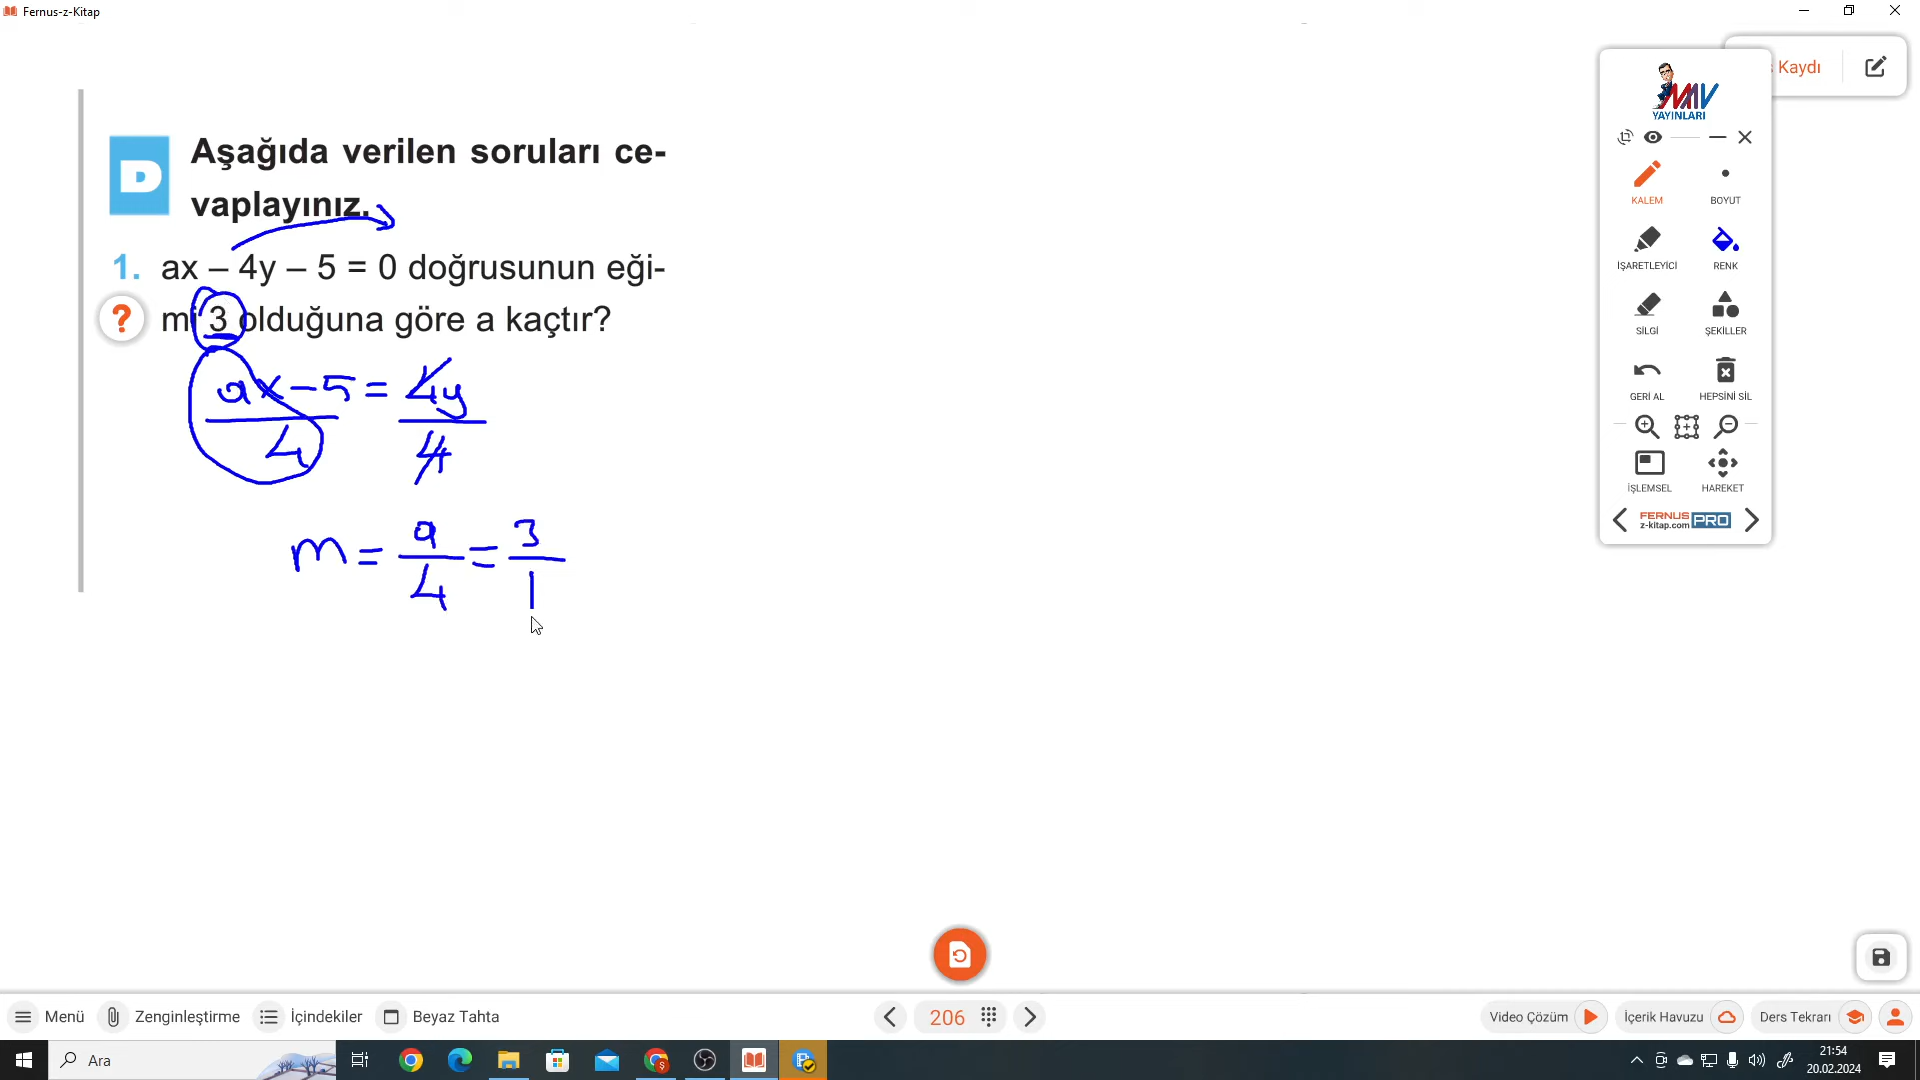 Fernus-z-Kitap
s Kaydı
MAV
YAYINLARI
KALEM
BOYUT
İŞARETLEYİCİ
RENK
SİLGİ
ŞEKİLLER
GERİ AL
HEPSİNİ SİL
İŞLEMSEL
HAREKET
FERNUS
z-kitap.com PRO
D
Aşağıda verilen soruları ce-
vaplayınız.
1. ax – 4y – 5 = 0 doğrusunun eği-
? mi 3 olduğuna göre a kaçtır?
ax – 5 = 4y
4 4
m = a/4 = 3/1
Menü
Zenginleştirme
İçindekiler
Beyaz Tahta
206
Video Çözüm
İçerik Havuzu
Ders Tekrarı
Ara
21:54
20.02.2024